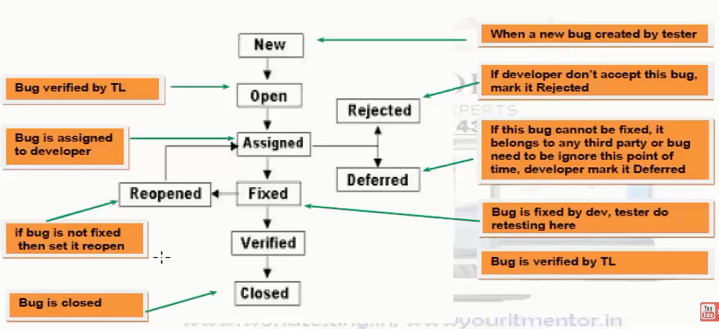 New
When a new bug created by tester
Bug verified by TL
Open
If developer don't accept this bug,
mark it Rejected
Rejected
Bug is assigned
to developer
Assigned
If this bug cannot be fixed, it
belongs to any third party or bug
need to be ignore this point of
time, developer mark it Deferred
Deferred
Reopened
Fixed
Bug is fixed by dev, tester do
retesting here
if bug is not fixed
then set it reopen
Verified
Bug is verified by TL
Bug is closed
Closed
youritmentor.in